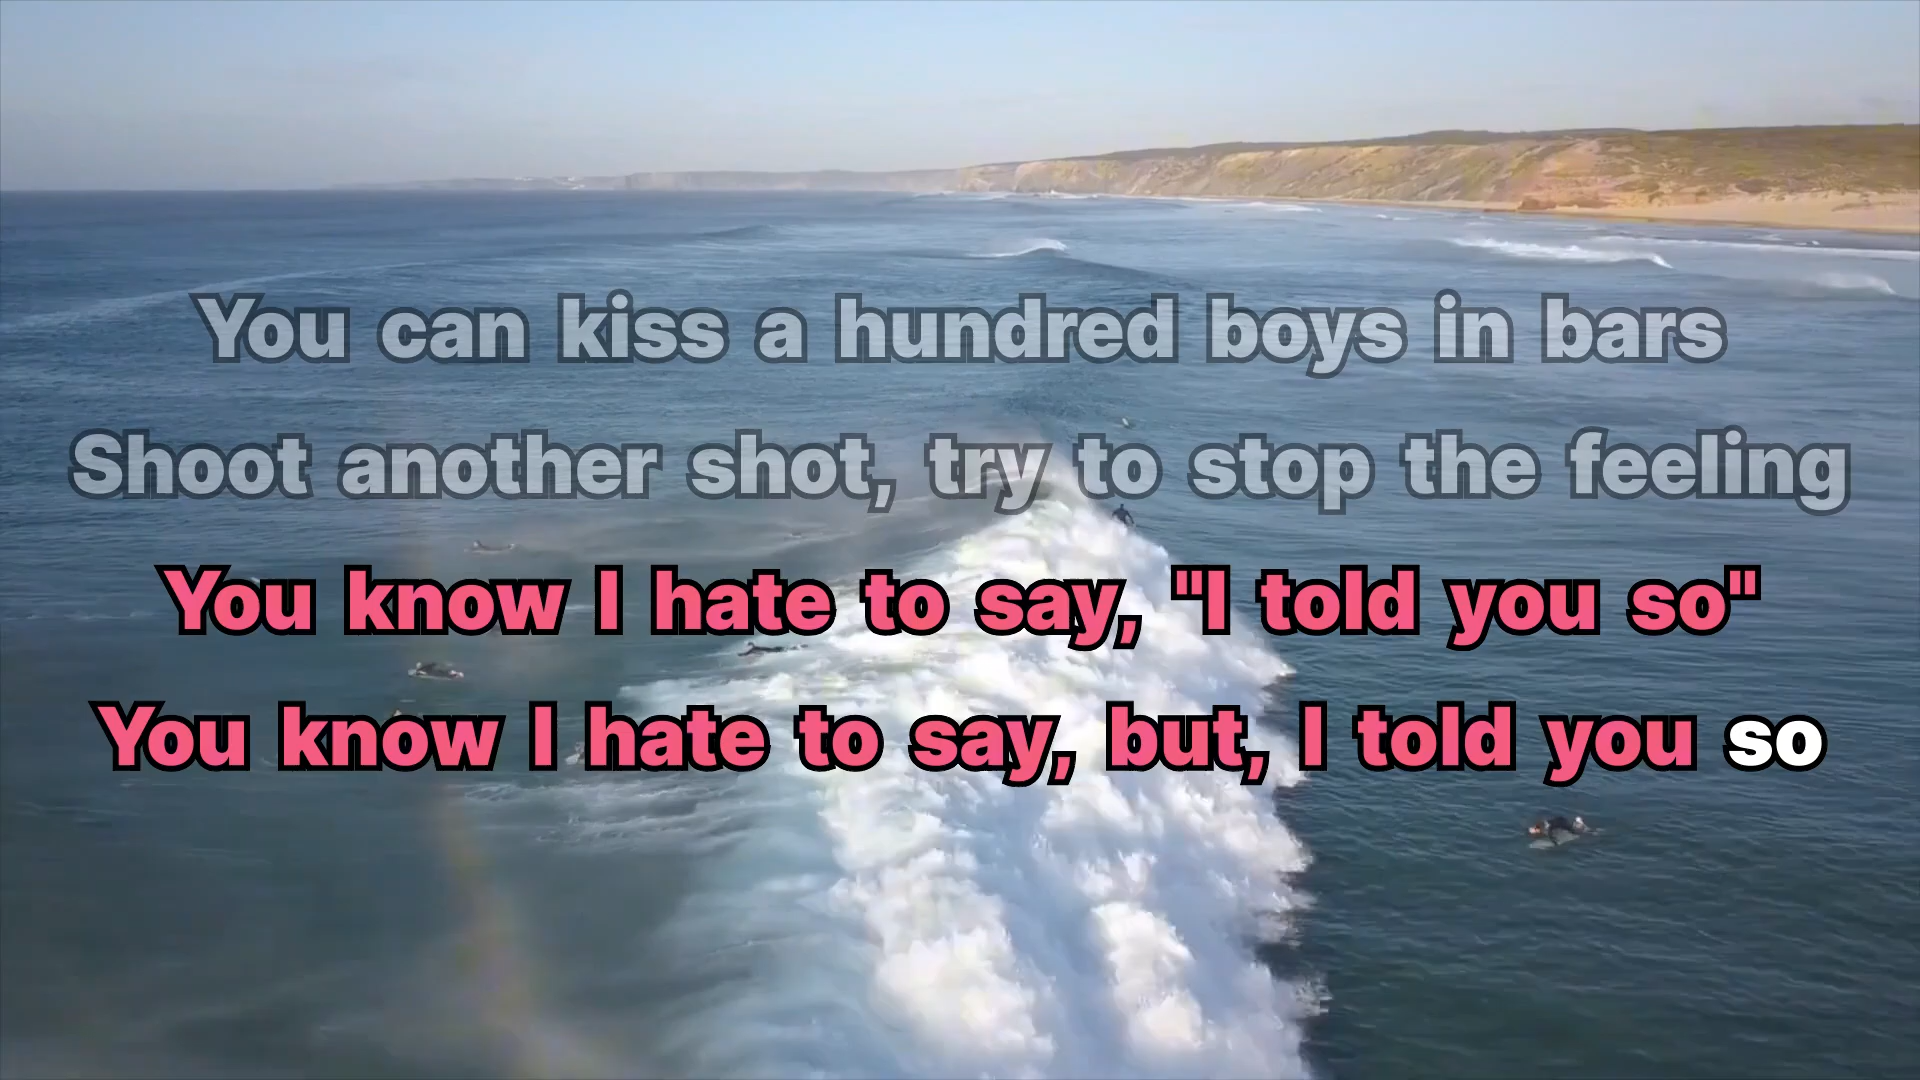 You can kiss a hundred boys in bars
Shoot another shot, try to stop the feeling
You know I hate to say, "I told you so"
You know I hate to say, but, I told you so